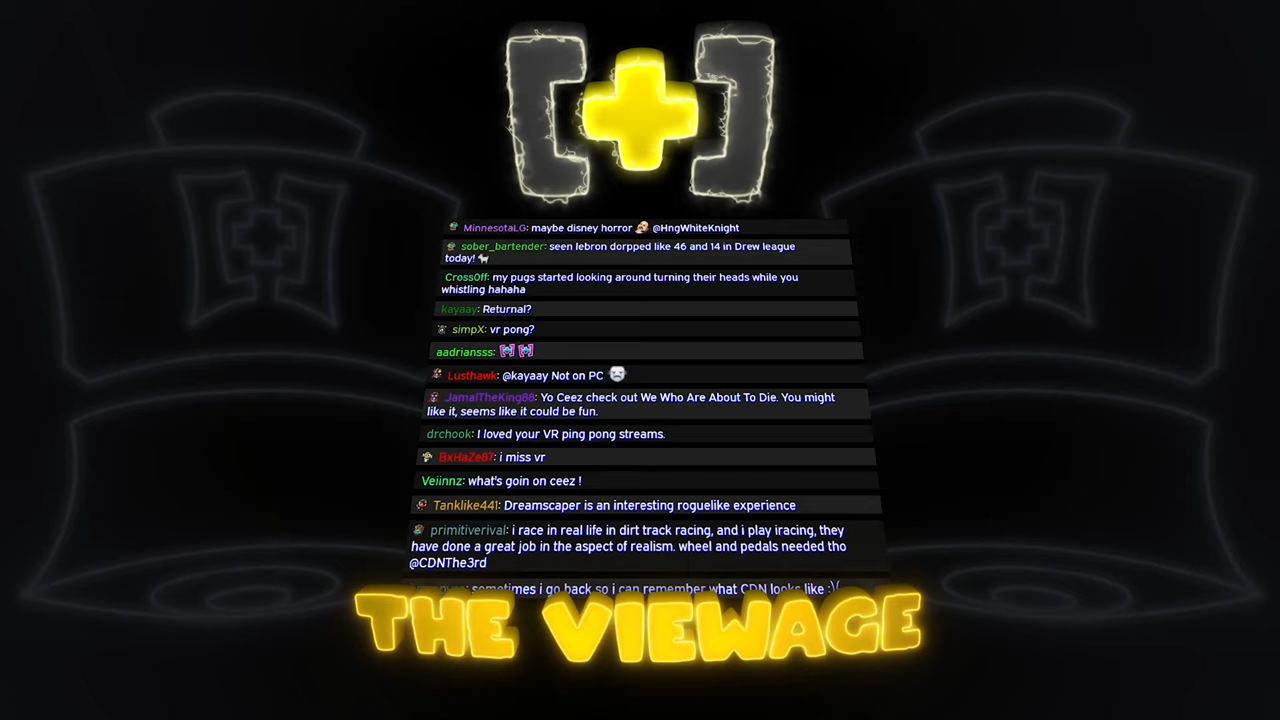 MinnesotaLG: maybe disney horror @HngWhiteKnight
sober_bartender: seen lebron dorpped like 46 and 14 in Drew league
today!
CrossOff: my pugs started looking around turning their heads while you
whistling hahaha
kayaay: Returnal?
simpX: vr pong?
aadriansss:
Lusthawk: @kayaay Not on PC
JamalTheKing88: Yo Ceez check out We Who Are About To Die. You might
like it, seems like it could be fun.
drchook: I loved your VR ping pong streams.
BxHaZe87: i miss vr
Veiinnz: what's goin on ceez !
Tanklike441: Dreamscaper is an interesting roguelike experience
primitiverival: i race in real life in dirt track racing, and i play iracing, they
have done a great job in the aspect of realism. wheel and pedals needed tho
@CDNThe3rd
sometimes i go back so i can remember what CDN looks like :)/
THE VIEWAGE